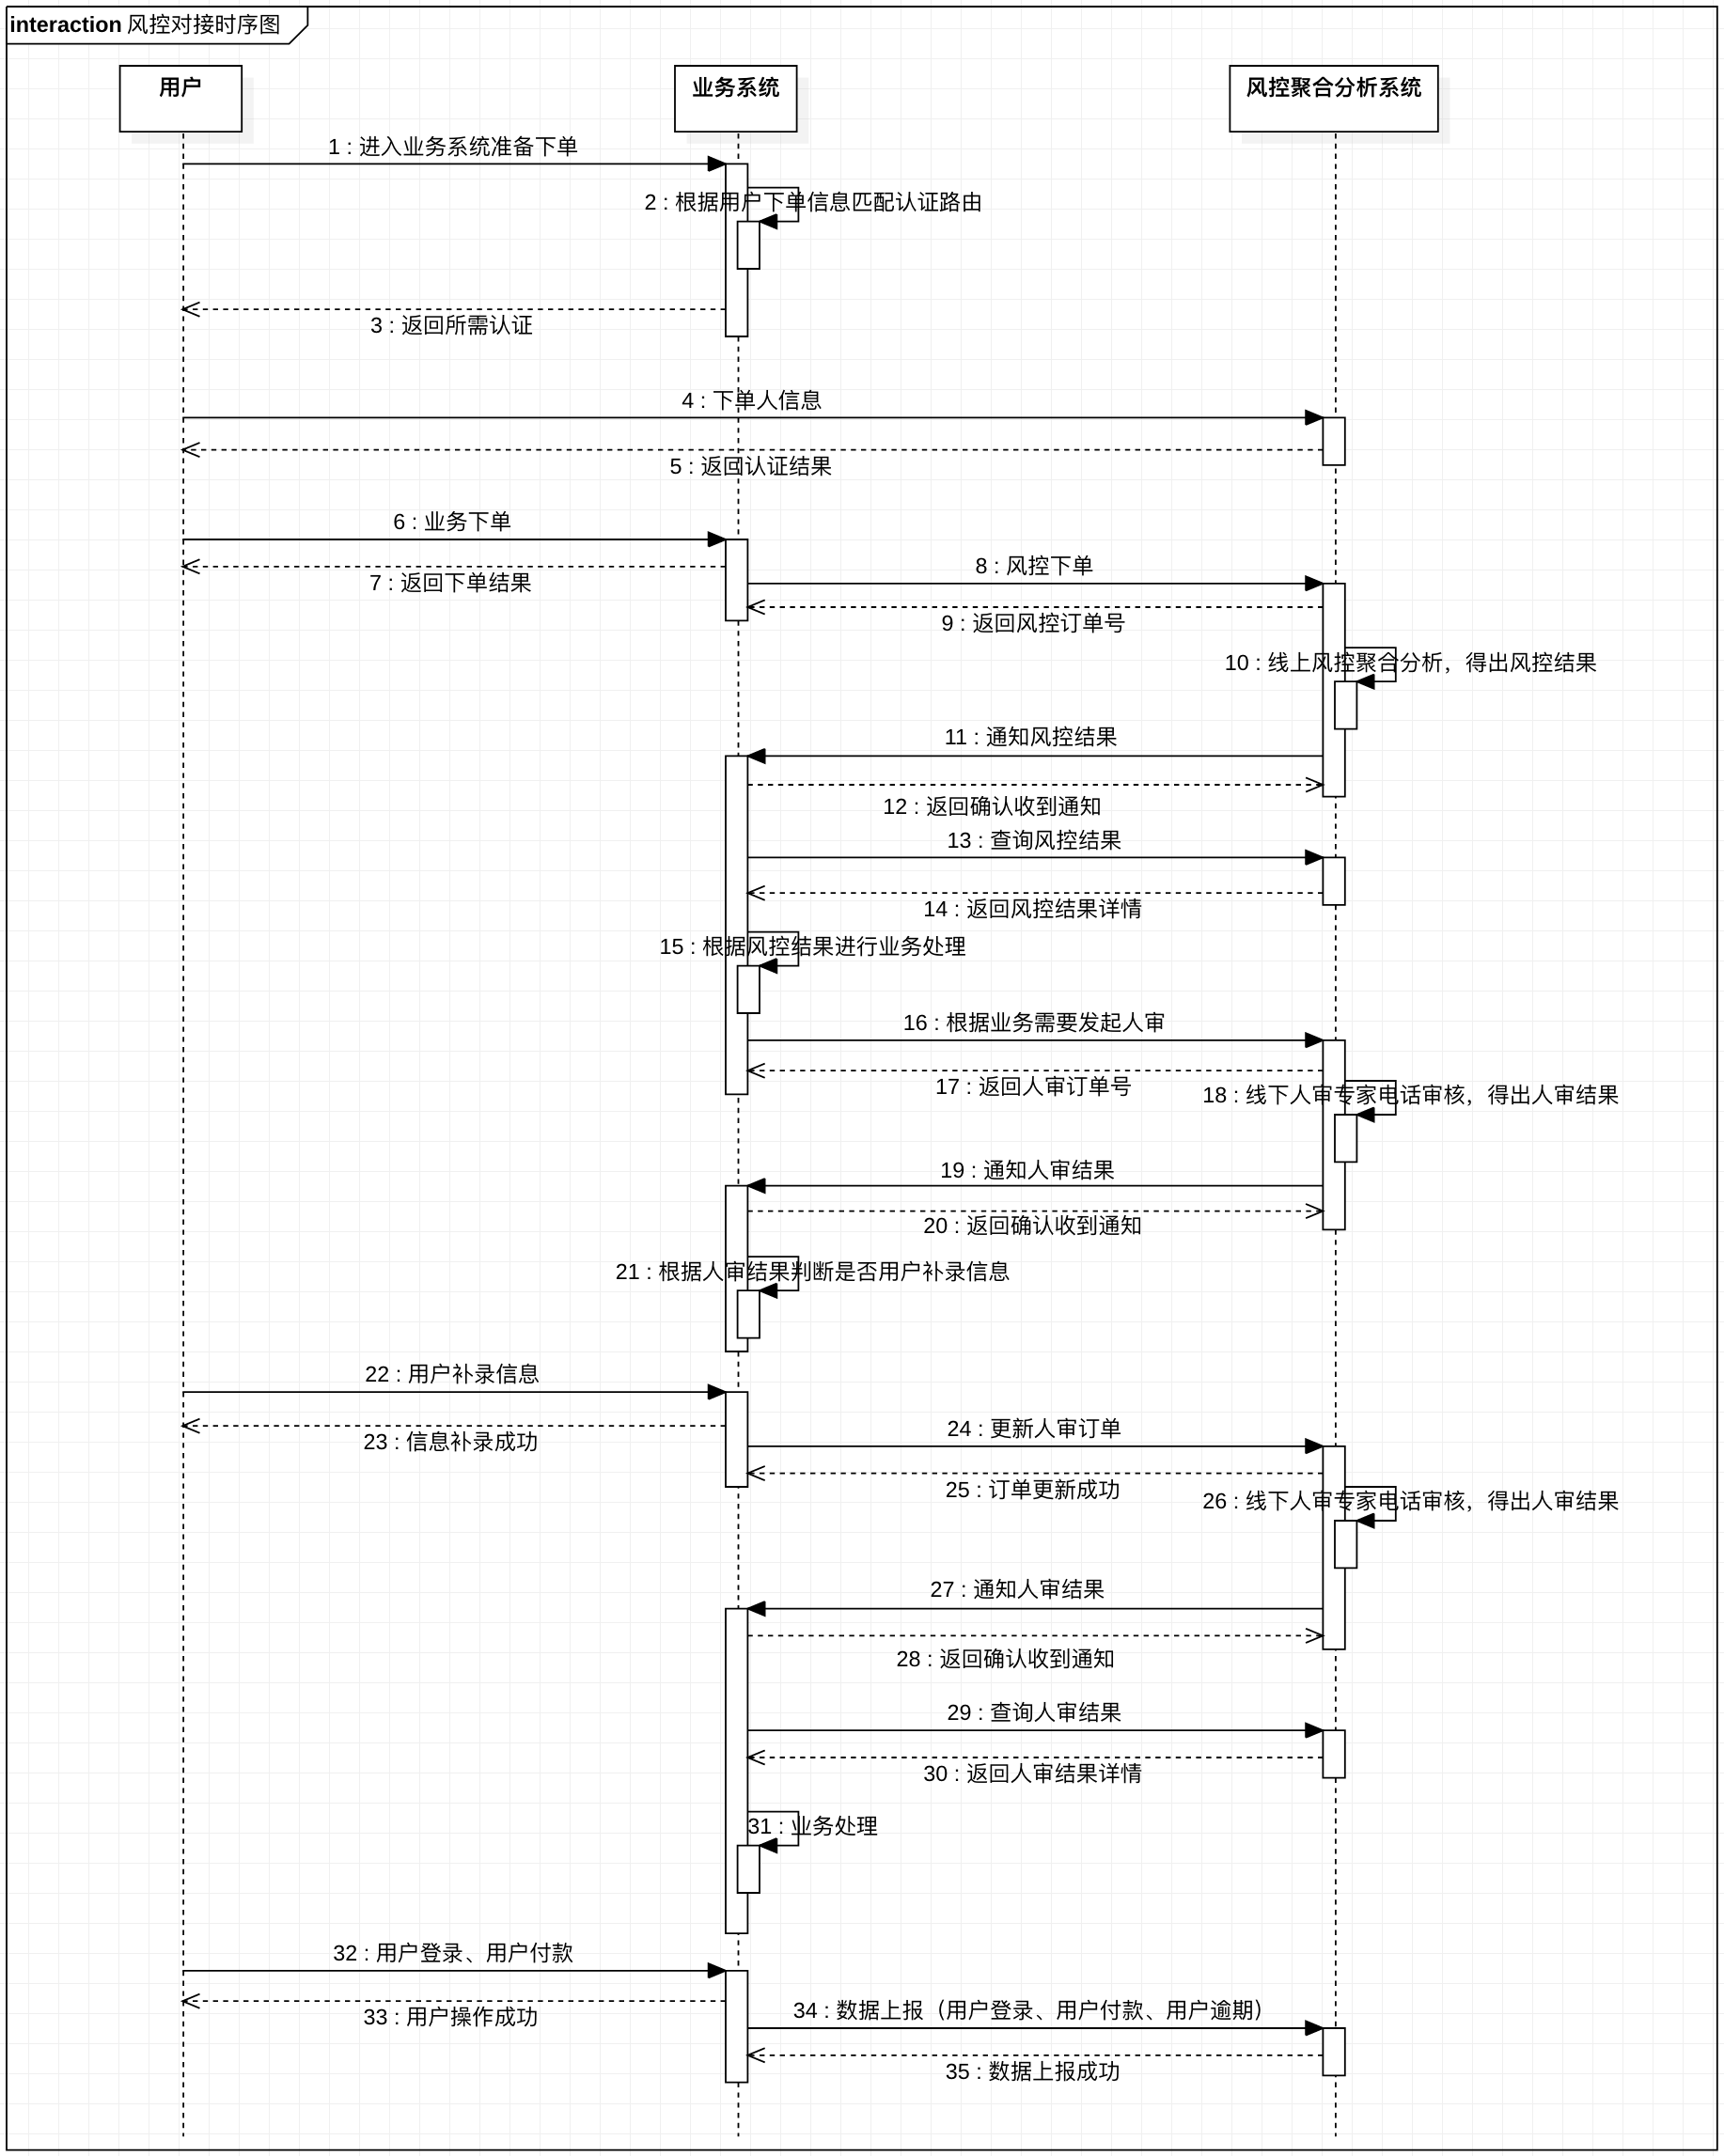 interaction 风控对接时序图
用户
业务系统
风控聚合分析系统
1 : 进入业务系统准备下单
2 : 根据用户下单信息匹配认证路由
3 : 返回所需认证
4 : 下单人信息
5 : 返回认证结果
6 : 业务下单
7 : 返回下单结果
8 : 风控下单
9 : 返回风控订单号
10 : 线上风控聚合分析，得出风控结果
11 : 通知风控结果
12 : 返回确认收到通知
13 : 查询风控结果
14 : 返回风控结果详情
15 : 根据风控结果进行业务处理
16 : 根据业务需要发起人审
17 : 返回人审订单号
18 : 线下人审专家电话审核，得出人审结果
19 : 通知人审结果
20 : 返回确认收到通知
21 : 根据人审结果判断是否用户补录信息
22 : 用户补录信息
23 : 信息补录成功
24 : 更新人审订单
25 : 订单更新成功
26 : 线下人审专家电话审核，得出人审结果
27 : 通知人审结果
28 : 返回确认收到通知
29 : 查询人审结果
30 : 返回人审结果详情
31 : 业务处理
32 : 用户登录、用户付款
33 : 用户操作成功
34 : 数据上报（用户登录、用户付款、用户逾期）
35 : 数据上报成功